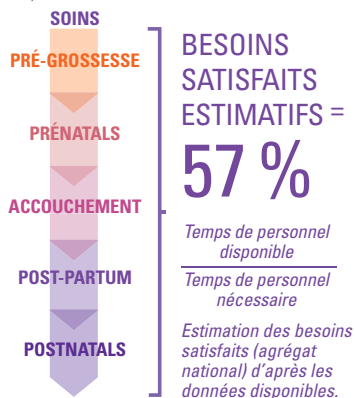 SOINS
PRÉ-GROSSESSE
PRÉNATALS
ACCOUCHEMENT
POST-PARTUM
POSTNATALS
BESOINS
SATISFAITS
ESTIMATIFS =
57 %
Temps de personnel
disponible
Temps de personnel
nécessaire
Estimation des besoins
satisfaits (agrégat
national) d’après les
données disponibles.